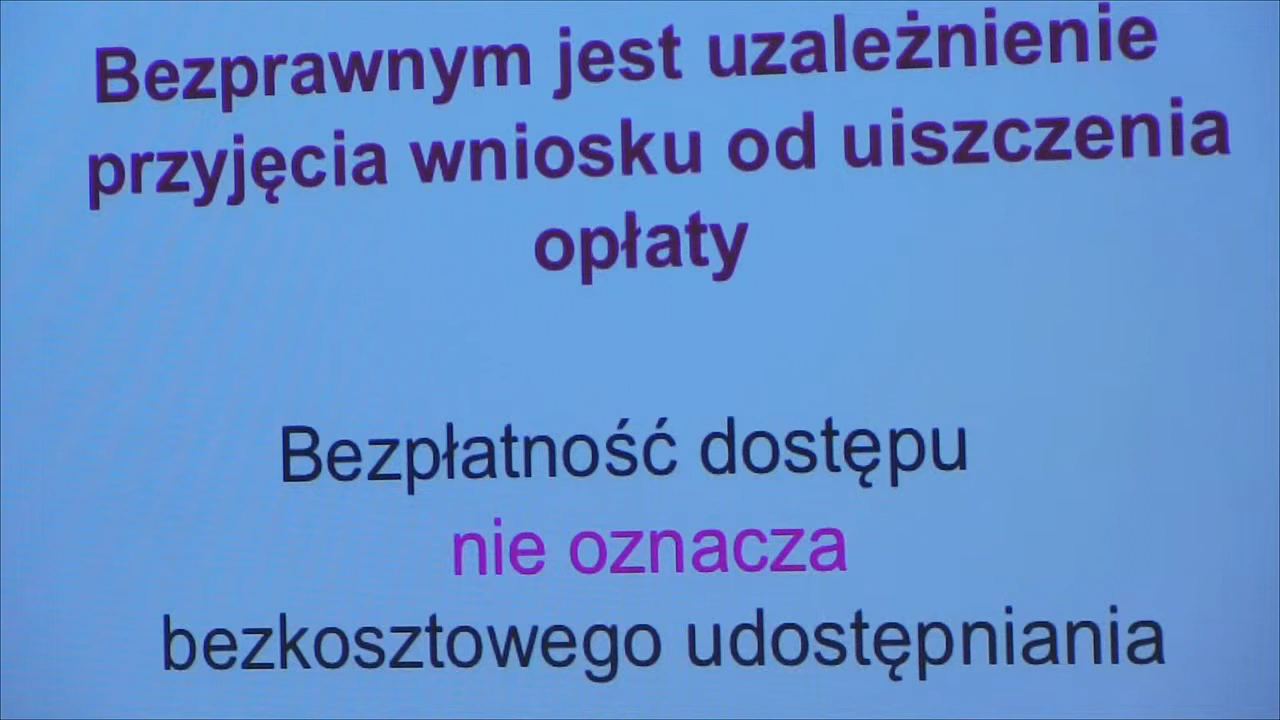 Bezprawnym jest uzależnienie
przyjęcia wniosku od uiszczenia
opłaty
Bezpłatność dostępu
nie oznacza
bezkosztowego udostępniania